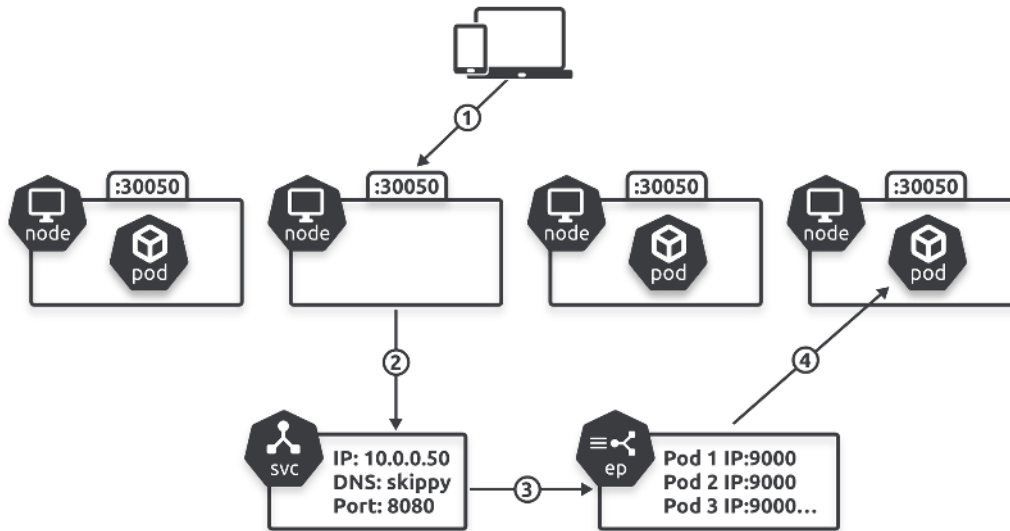 1
:30050
:30050
:30050
:30050
node
pod
node
node
pod
node
pod
2
4
svc
IP: 10.0.0.50
DNS: skippy
Port: 8080
3
ep
Pod 1 IP:9000
Pod 2 IP:9000
Pod 3 IP:9000...